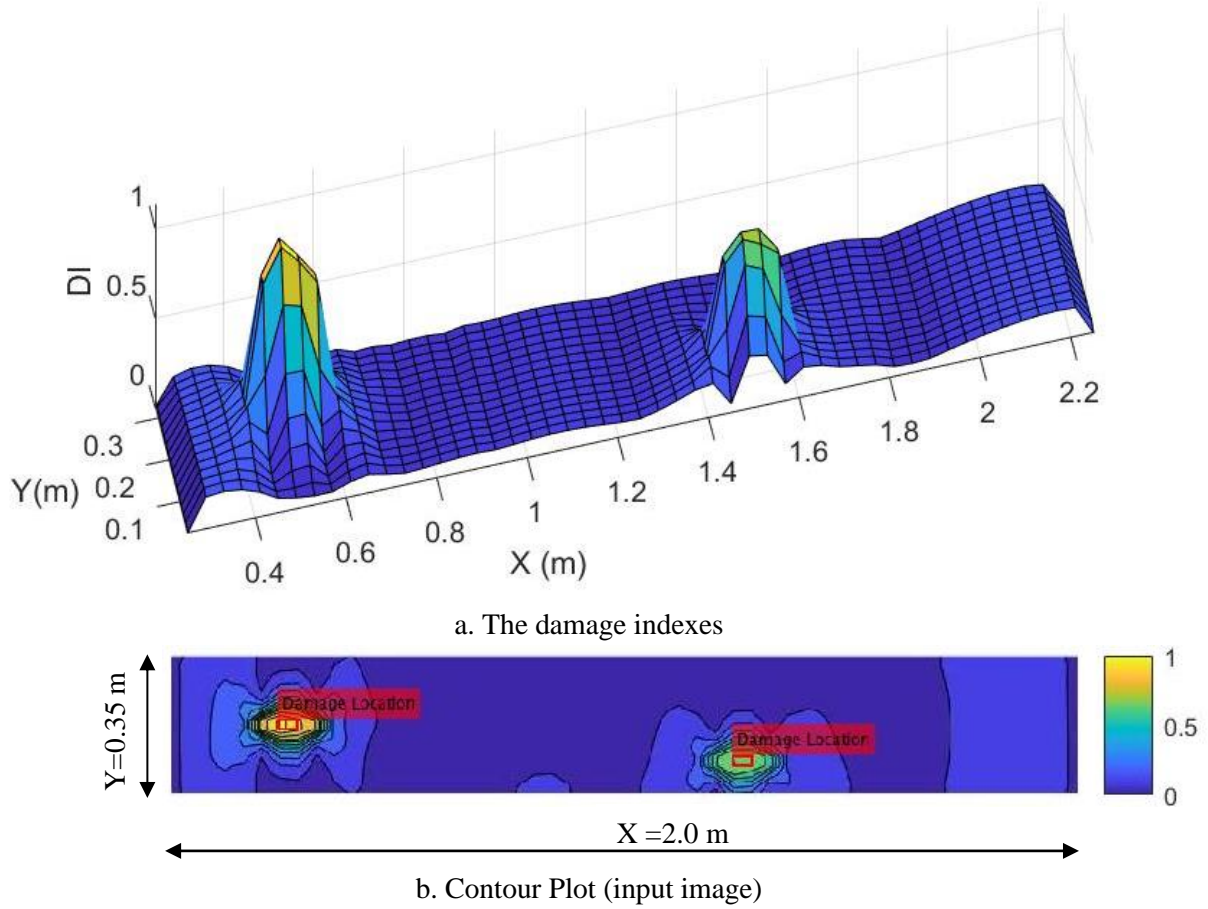 1
0.5
0
DI
0.3
0.2
0.1
Y(m)
0.4
0.6
0.8
1
1.2
1.4
1.6
1.8
2
2.2
X (m)
a. The damage indexes
Y=0.35 m
Damage Location
Damage Location
1
0.5
0
X =2.0 m
b. Contour Plot (input image)